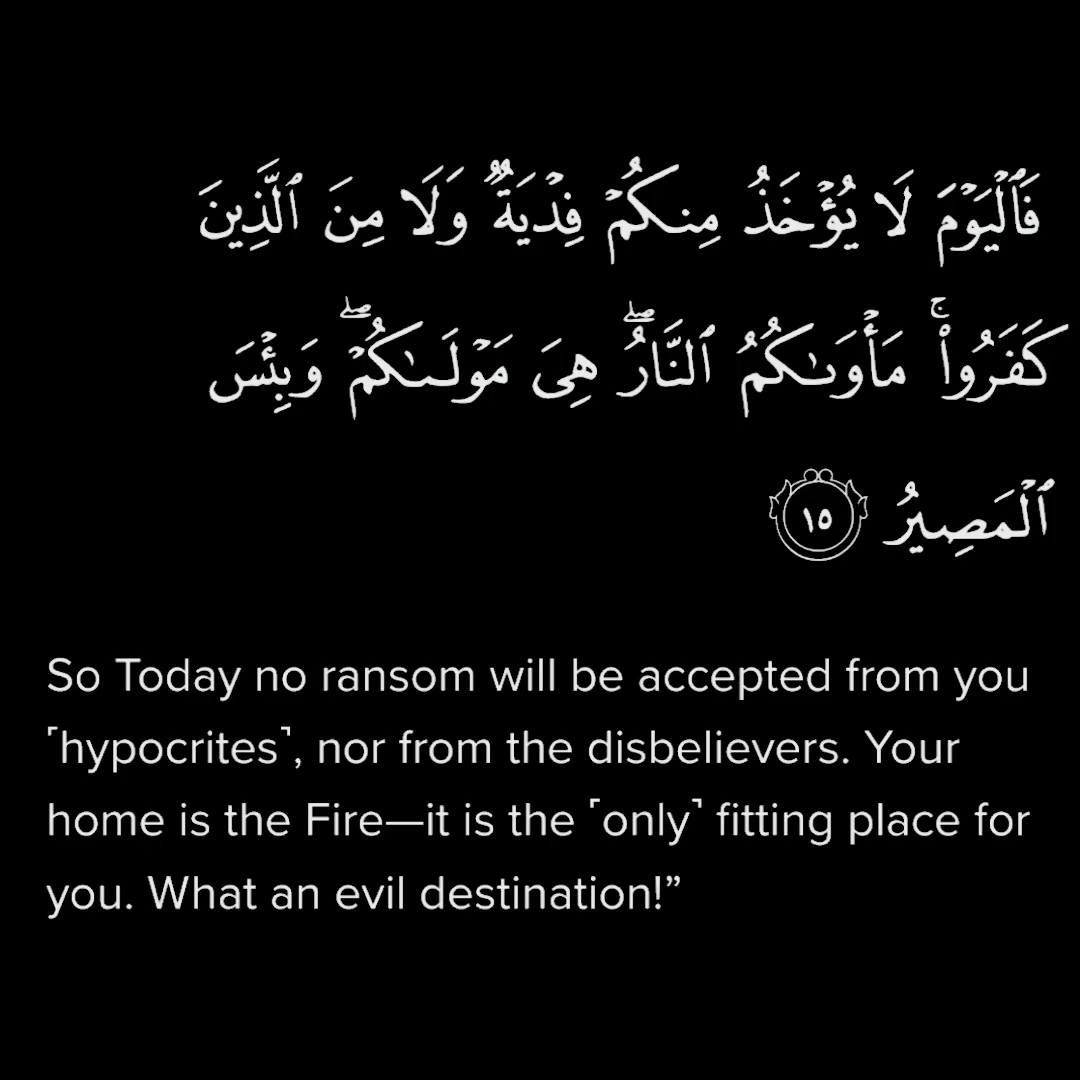 فَٱلْيَوْمَ لَا يُؤْخَذُ مِنكُمْ فِدْيَةٌ وَلَا مِنَ ٱلَّذِينَ
كَفَرُوا۟ ۚ مَأْوَىٰكُمُ ٱلنَّارُ ۖ هِىَ مَوْلَىٰكُمْ ۖ وَبِئْسَ
ٱلْمَصِيرُ ١٥
So Today no ransom will be accepted from you
˹hypocrites˺, nor from the disbelievers. Your
home is the Fire—it is the ˹only˺ fitting place for
you. What an evil destination!”